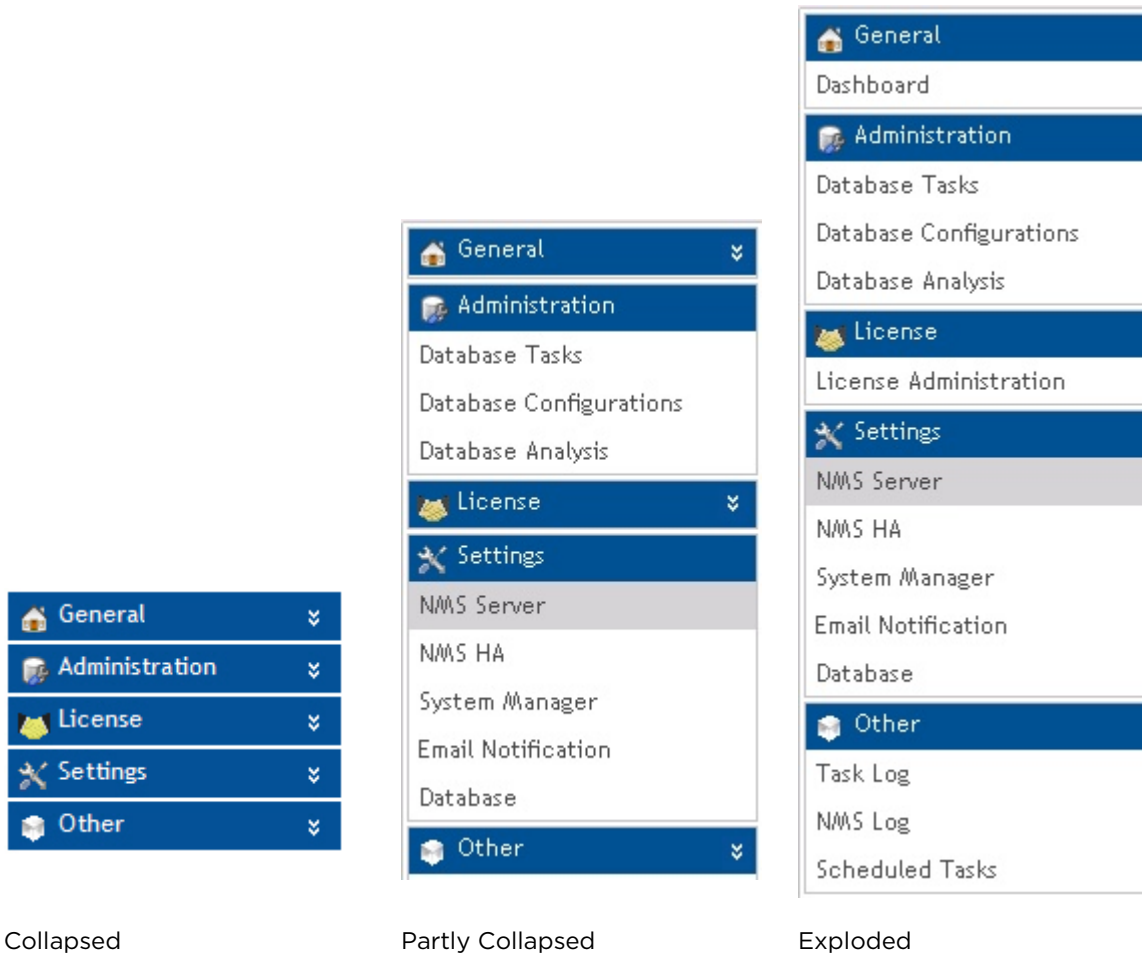 General
Administration
License
Settings
Other
Collapsed
General
Administration
Database Tasks
Database Configurations
Database Analysis
License
Settings
NMS Server
NMS HA
System Manager
Email Notification
Database
Other
Partly Collapsed
General
Dashboard
Administration
Database Tasks
Database Configurations
Database Analysis
License
License Administration
Settings
NMS Server
NMS HA
System Manager
Email Notification
Database
Other
Task Log
NMS Log
Scheduled Tasks
Exploded